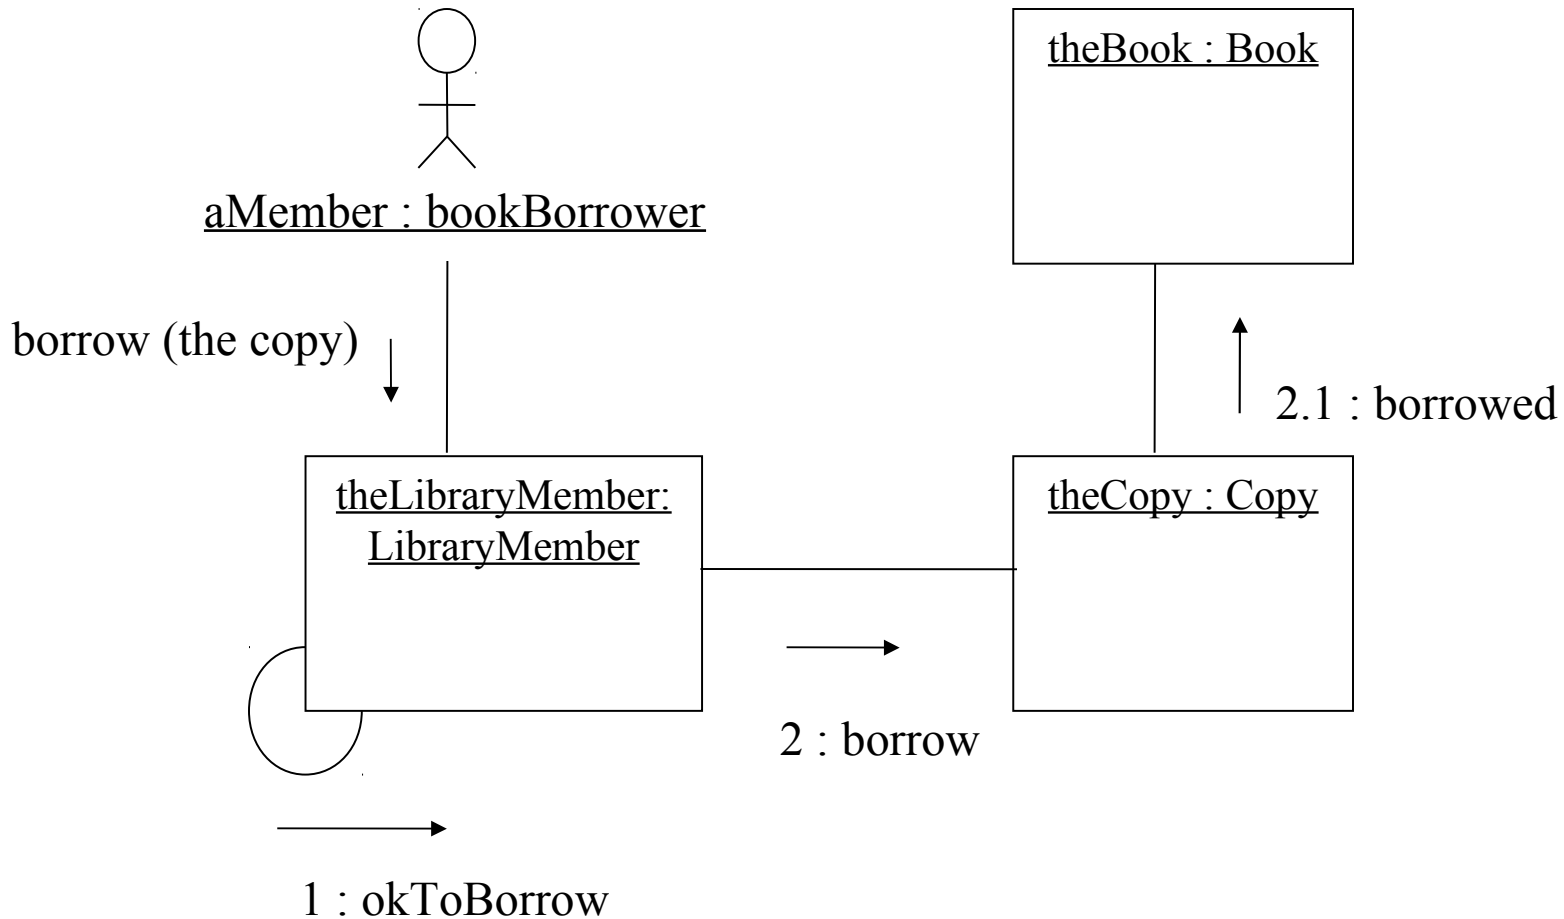 theBook : Book
aMember : bookBorrower
borrow (the copy)
2.1 : borrowed
theLibraryMember:
LibraryMember
theCopy : Copy
2 : borrow
1 : okToBorrow